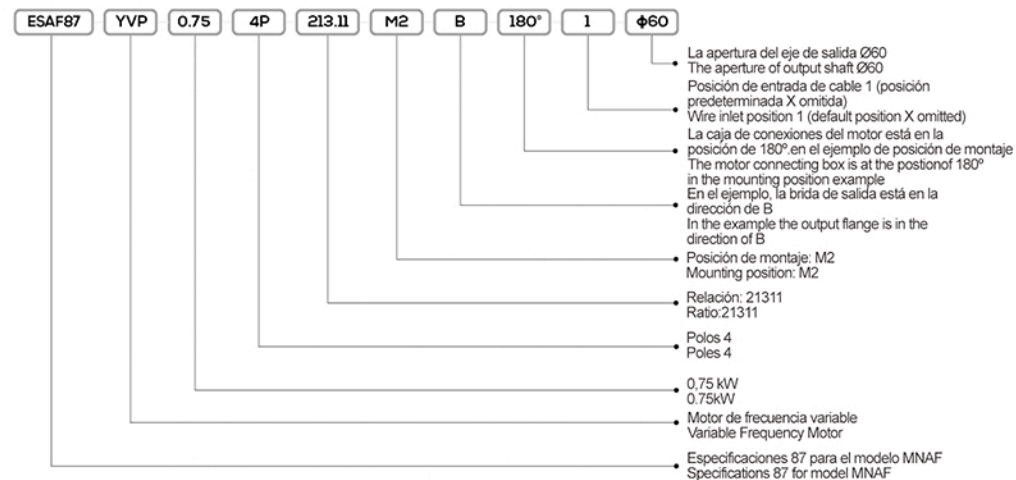 ESAF87 YVP 0.75 4P 213.11 M2 B 180° 1 ɸ60
La apertura del eje de salida Ø60
The aperture of output shaft Ø60
Posición de entrada de cable 1 (posición
predeterminada X omitida)
Wire inlet position 1 (default position X omitted)
La caja de conexiones del motor está en la
posición de 180º.en el ejemplo de posición de montaje
The motor connecting box is at the postionof 180º
in the mounting position example
En el ejemplo, la brida de salida está en la
dirección de B
In the example the output flange is in the
direction of B
Posición de montaje: M2
Mounting position: M2
Relación: 21311
Ratio:21311
Polos 4
Poles 4
0,75 kW
0.75kW
Motor de frecuencia variable
Variable Frequency Motor
Especificaciones 87 para el modelo MNAF
Specifications 87 for model MNAF